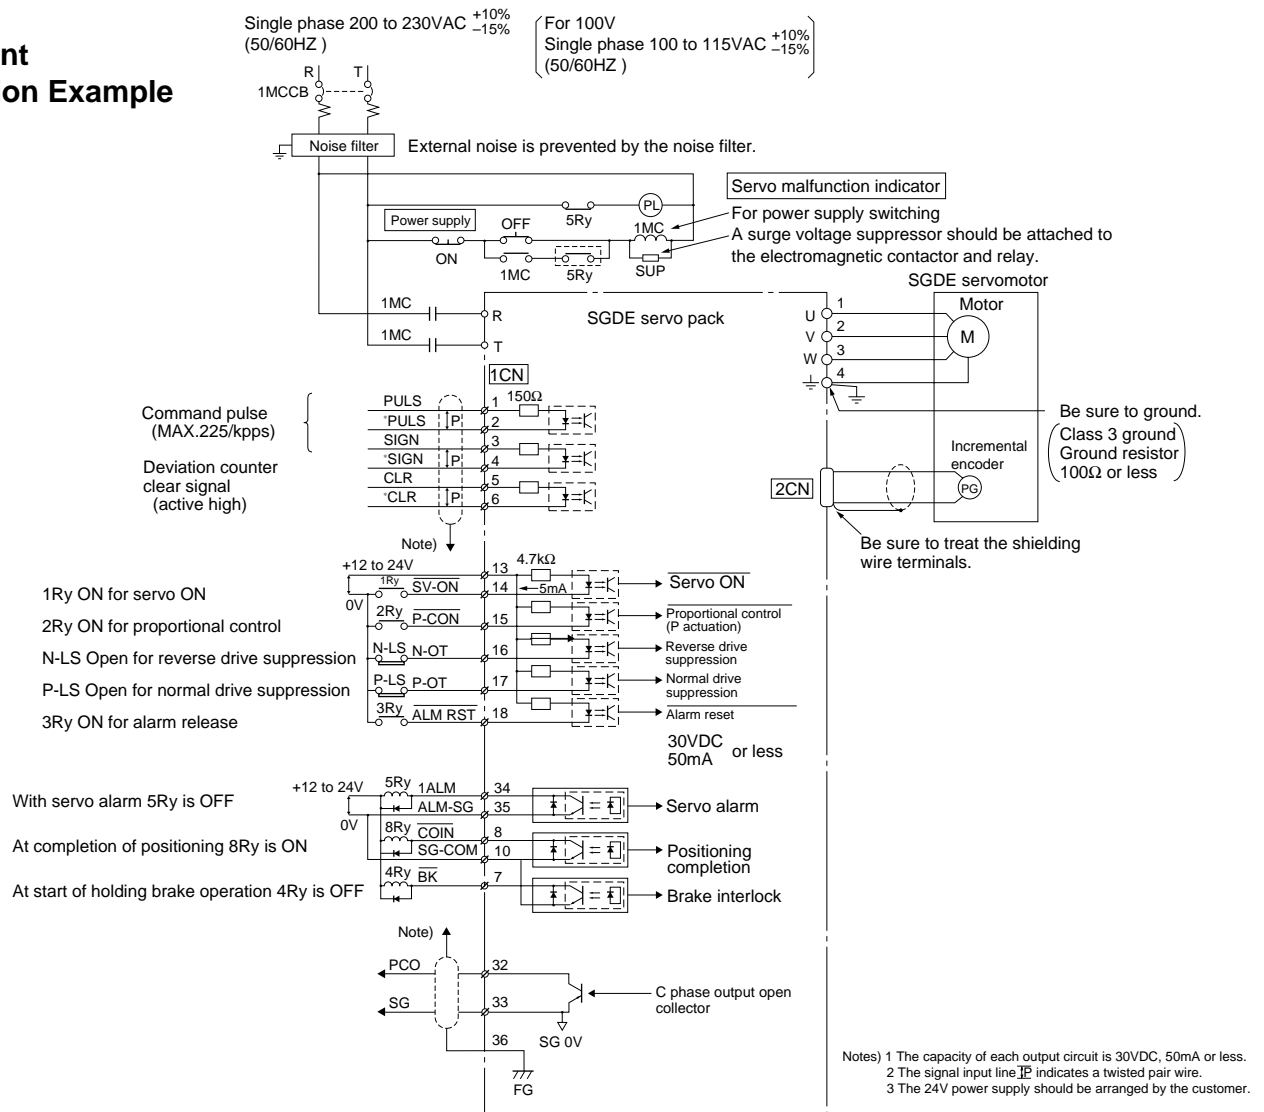 nt
on Example
Single phase 200 to 230VAC +10% –15%
(50/60HZ )
For 100V
Single phase 100 to 115VAC +10% –15%
(50/60HZ )
R T
1MCCB
Noise filter
External noise is prevented by the noise filter.
Servo malfunction indicator
PL
5Ry
For power supply switching
Power supply
OFF
1MC
A surge voltage suppressor should be attached to
the electromagnetic contactor and relay.
ON
1MC
5Ry
SUP
SGDE servomotor
1MC
R
SGDE servo pack
1MC
T
U 1
V 2
W 3
4
Motor
M
1CN
150Ω
Command pulse
(MAX.225/kpps)
PULS 1
*PULS P 2
SIGN 3
*SIGN P 4
Deviation counter
clear signal
(active high)
CLR 5
*CLR P 6
Be sure to ground.
Class 3 ground
Ground resistor
100Ω or less
Incremental
encoder
PG
2CN
Be sure to treat the shielding
wire terminals.
Note)
+12 to 24V
13
4.7kΩ
0V
5mA
1RY ON for servo ON
1Ry SV-ON 14
Servo ON
2Ry ON for proportional control
2Ry P-CON 15
Proportional control
(P actuation)
N-LS Open for reverse drive suppression
N-LS N-OT 16
Reverse drive
suppression
P-LS Open for normal drive suppression
P-LS P-OT 17
Normal drive
suppression
3Ry ON for alarm release
3Ry ALM RST 18
Alarm reset
30VDC
50mA or less
+12 to 24V
0V
With servo alarm 5Ry is OFF
5Ry 1ALM 34
ALM-SG 35
Servo alarm
At completion of positioning 8Ry is ON
8Ry COIN 8
SG-COM 10
Positioning
completion
At start of holding brake operation 4Ry is OFF
4Ry BK 7
Brake interlock
Note)
PCO 32
SG 33
C phase output open
collector
SG 0V
36
FG
Notes) 1 The capacity of each output circuit is 30VDC, 50mA or less.
2 The signal input line P indicates a twisted pair wire.
3 The 24V power supply should be arranged by the customer.